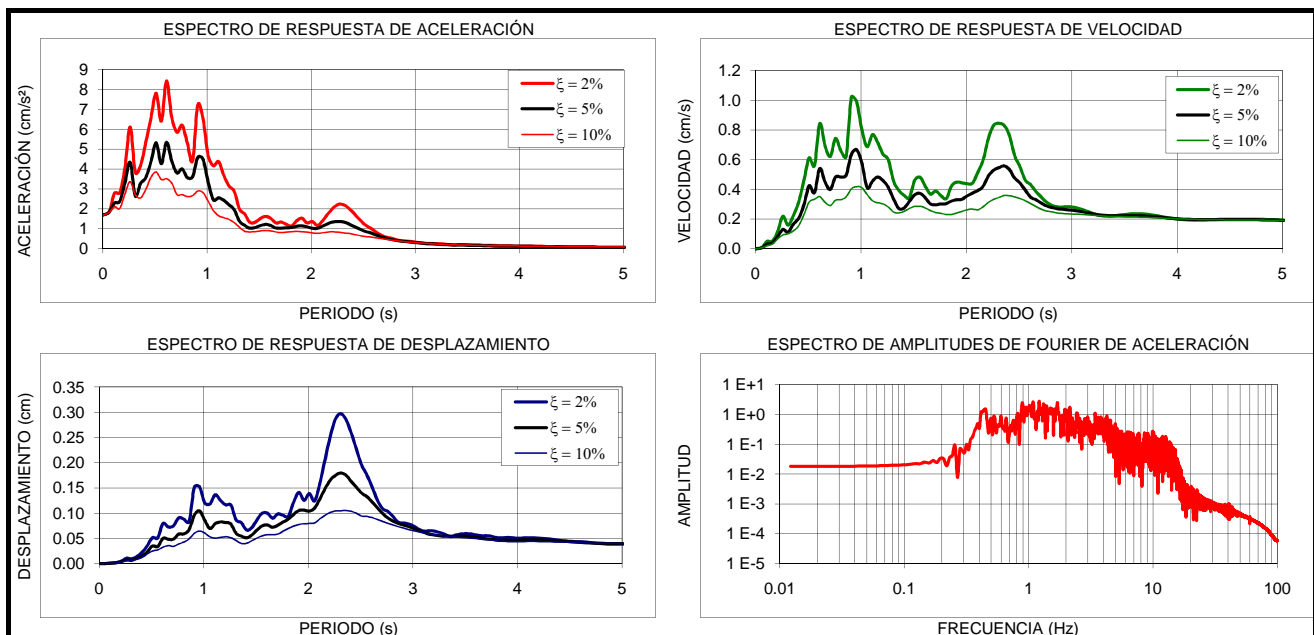 ESPECTRO DE RESPUESTA DE ACELERACIÓN
ACELERACIÓN (cm/s²)
9
8
7
6
5
4
3
2
1
0
ξ = 2%
ξ = 5%
ξ = 10%
0 1 2 3 4 5
PERIODO (s)
ESPECTRO DE RESPUESTA DE VELOCIDAD
VELOCIDAD (cm/s)
1.2
1.0
0.8
0.6
0.4
0.2
0.0
ξ = 2%
ξ = 5%
ξ = 10%
0 1 2 3 4 5
PERIODO (s)
ESPECTRO DE RESPUESTA DE DESPLAZAMIENTO
DESPLAZAMIENTO (cm)
0.35
0.30
0.25
0.20
0.15
0.10
0.05
0.00
ξ = 2%
ξ = 5%
ξ = 10%
0 1 2 3 4 5
PERIODO (s)
ESPECTRO DE AMPLITUDES DE FOURIER DE ACELERACIÓN
AMPLITUD
1 E+1
1 E+0
1 E-1
1 E-2
1 E-3
1 E-4
1 E-5
0.01 0.1 1 10 100
FRECUENCIA (Hz)